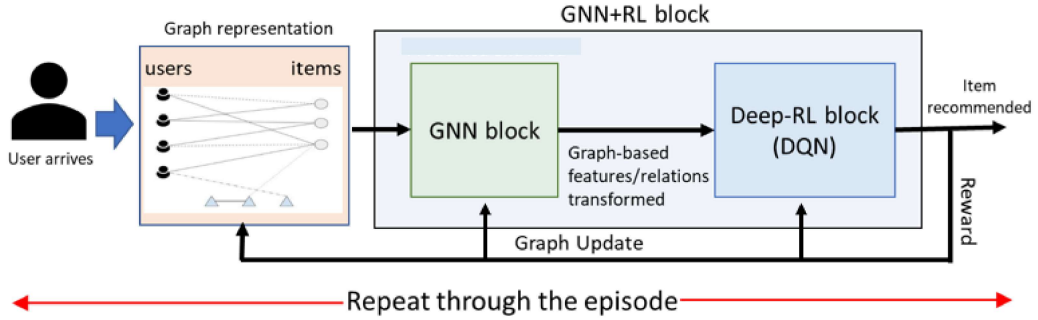 GNN+RL block
Graph representation
users
items
User arrives
GNN block
Graph-based
features/relations
transformed
Deep-RL block
(DQN)
Item
recommended
Reward
Graph Update
Repeat through the episode